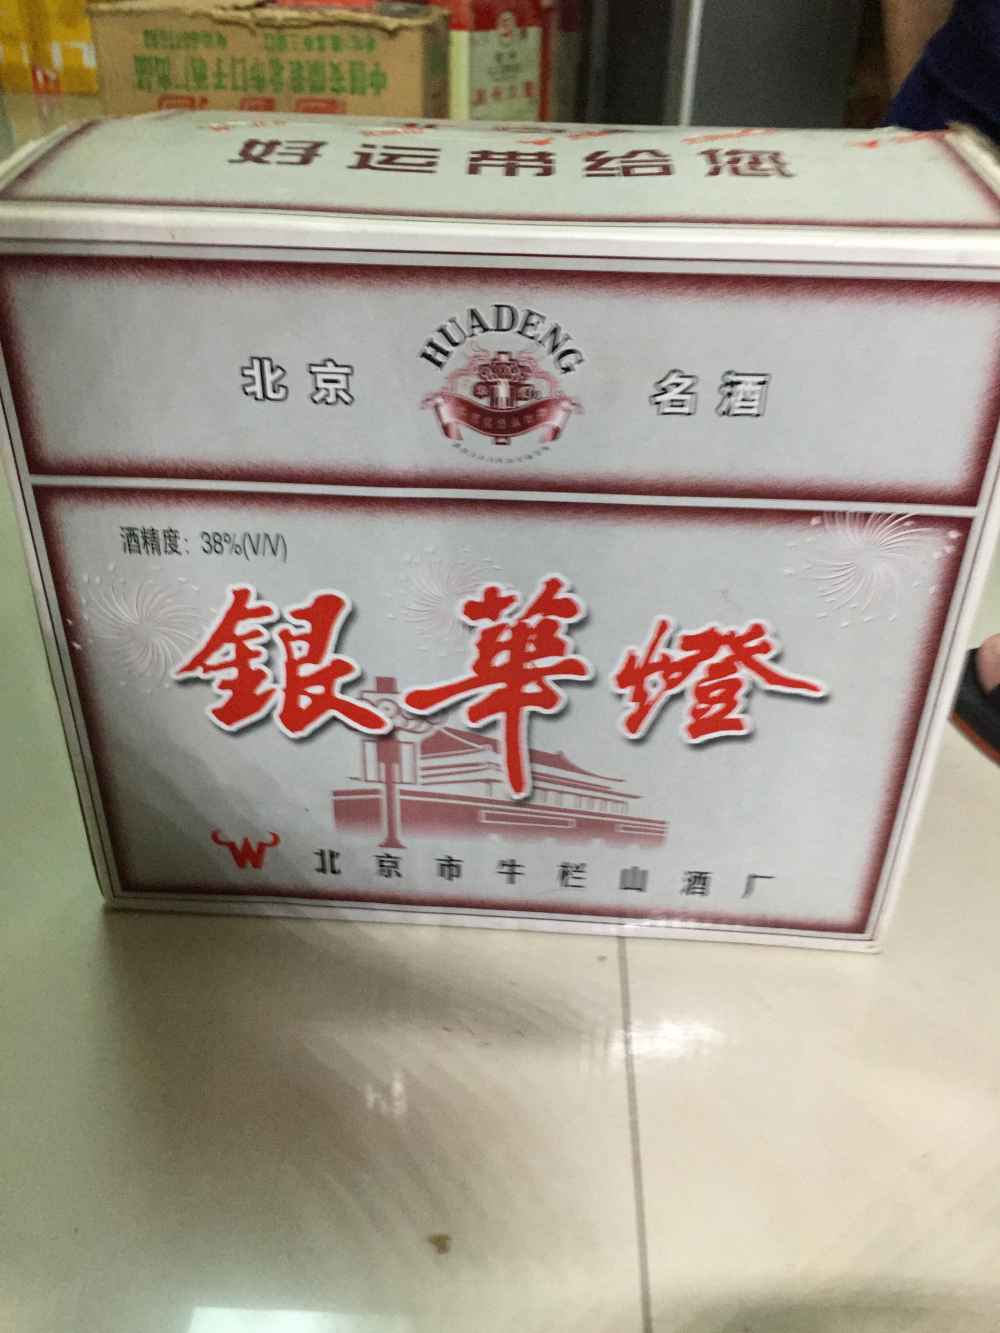 好运带给您
HUADENG
北京
名酒
酒精度：38%(V/V)
銀華燈
W
北京市牛栏山酒厂